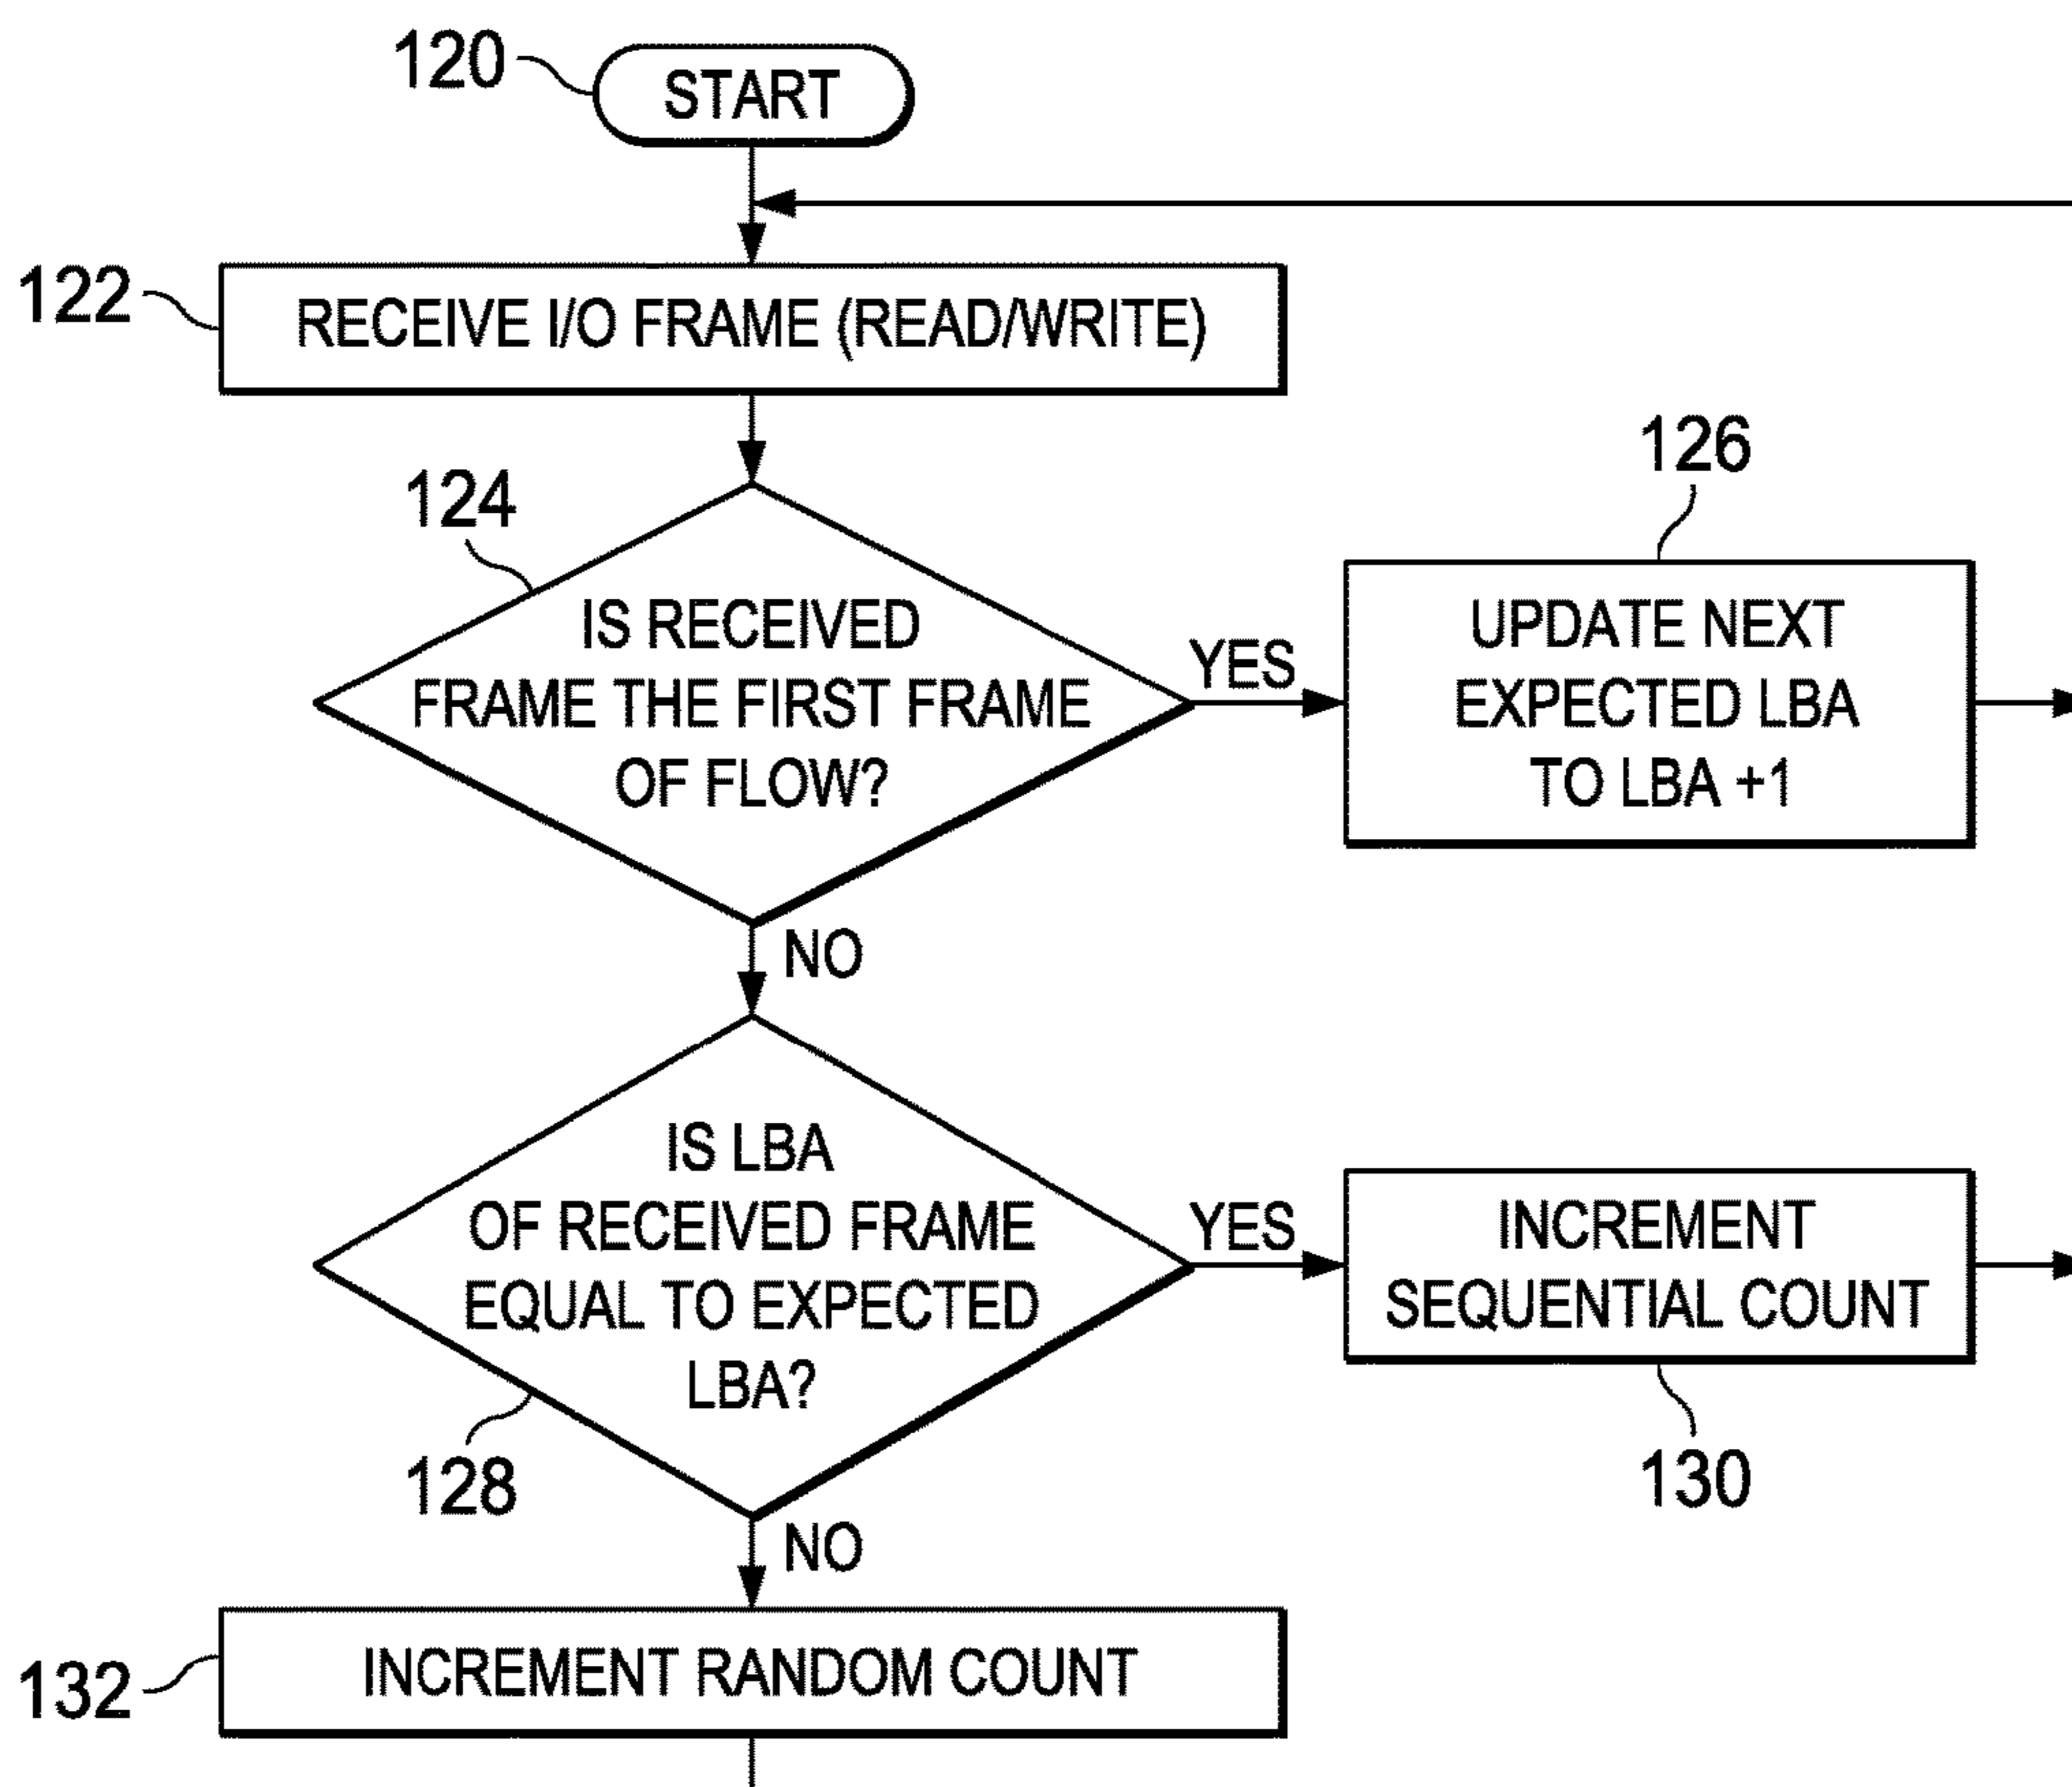 120
START
122
RECEIVE I/O FRAME (READ/WRITE)
124
IS RECEIVED
FRAME THE FIRST FRAME
OF FLOW?
YES
126
UPDATE NEXT
EXPECTED LBA
TO LBA +1
NO
IS LBA
OF RECEIVED FRAME
EQUAL TO EXPECTED
LBA?
128
YES
INCREMENT
SEQUENTIAL COUNT
130
NO
132
INCREMENT RANDOM COUNT